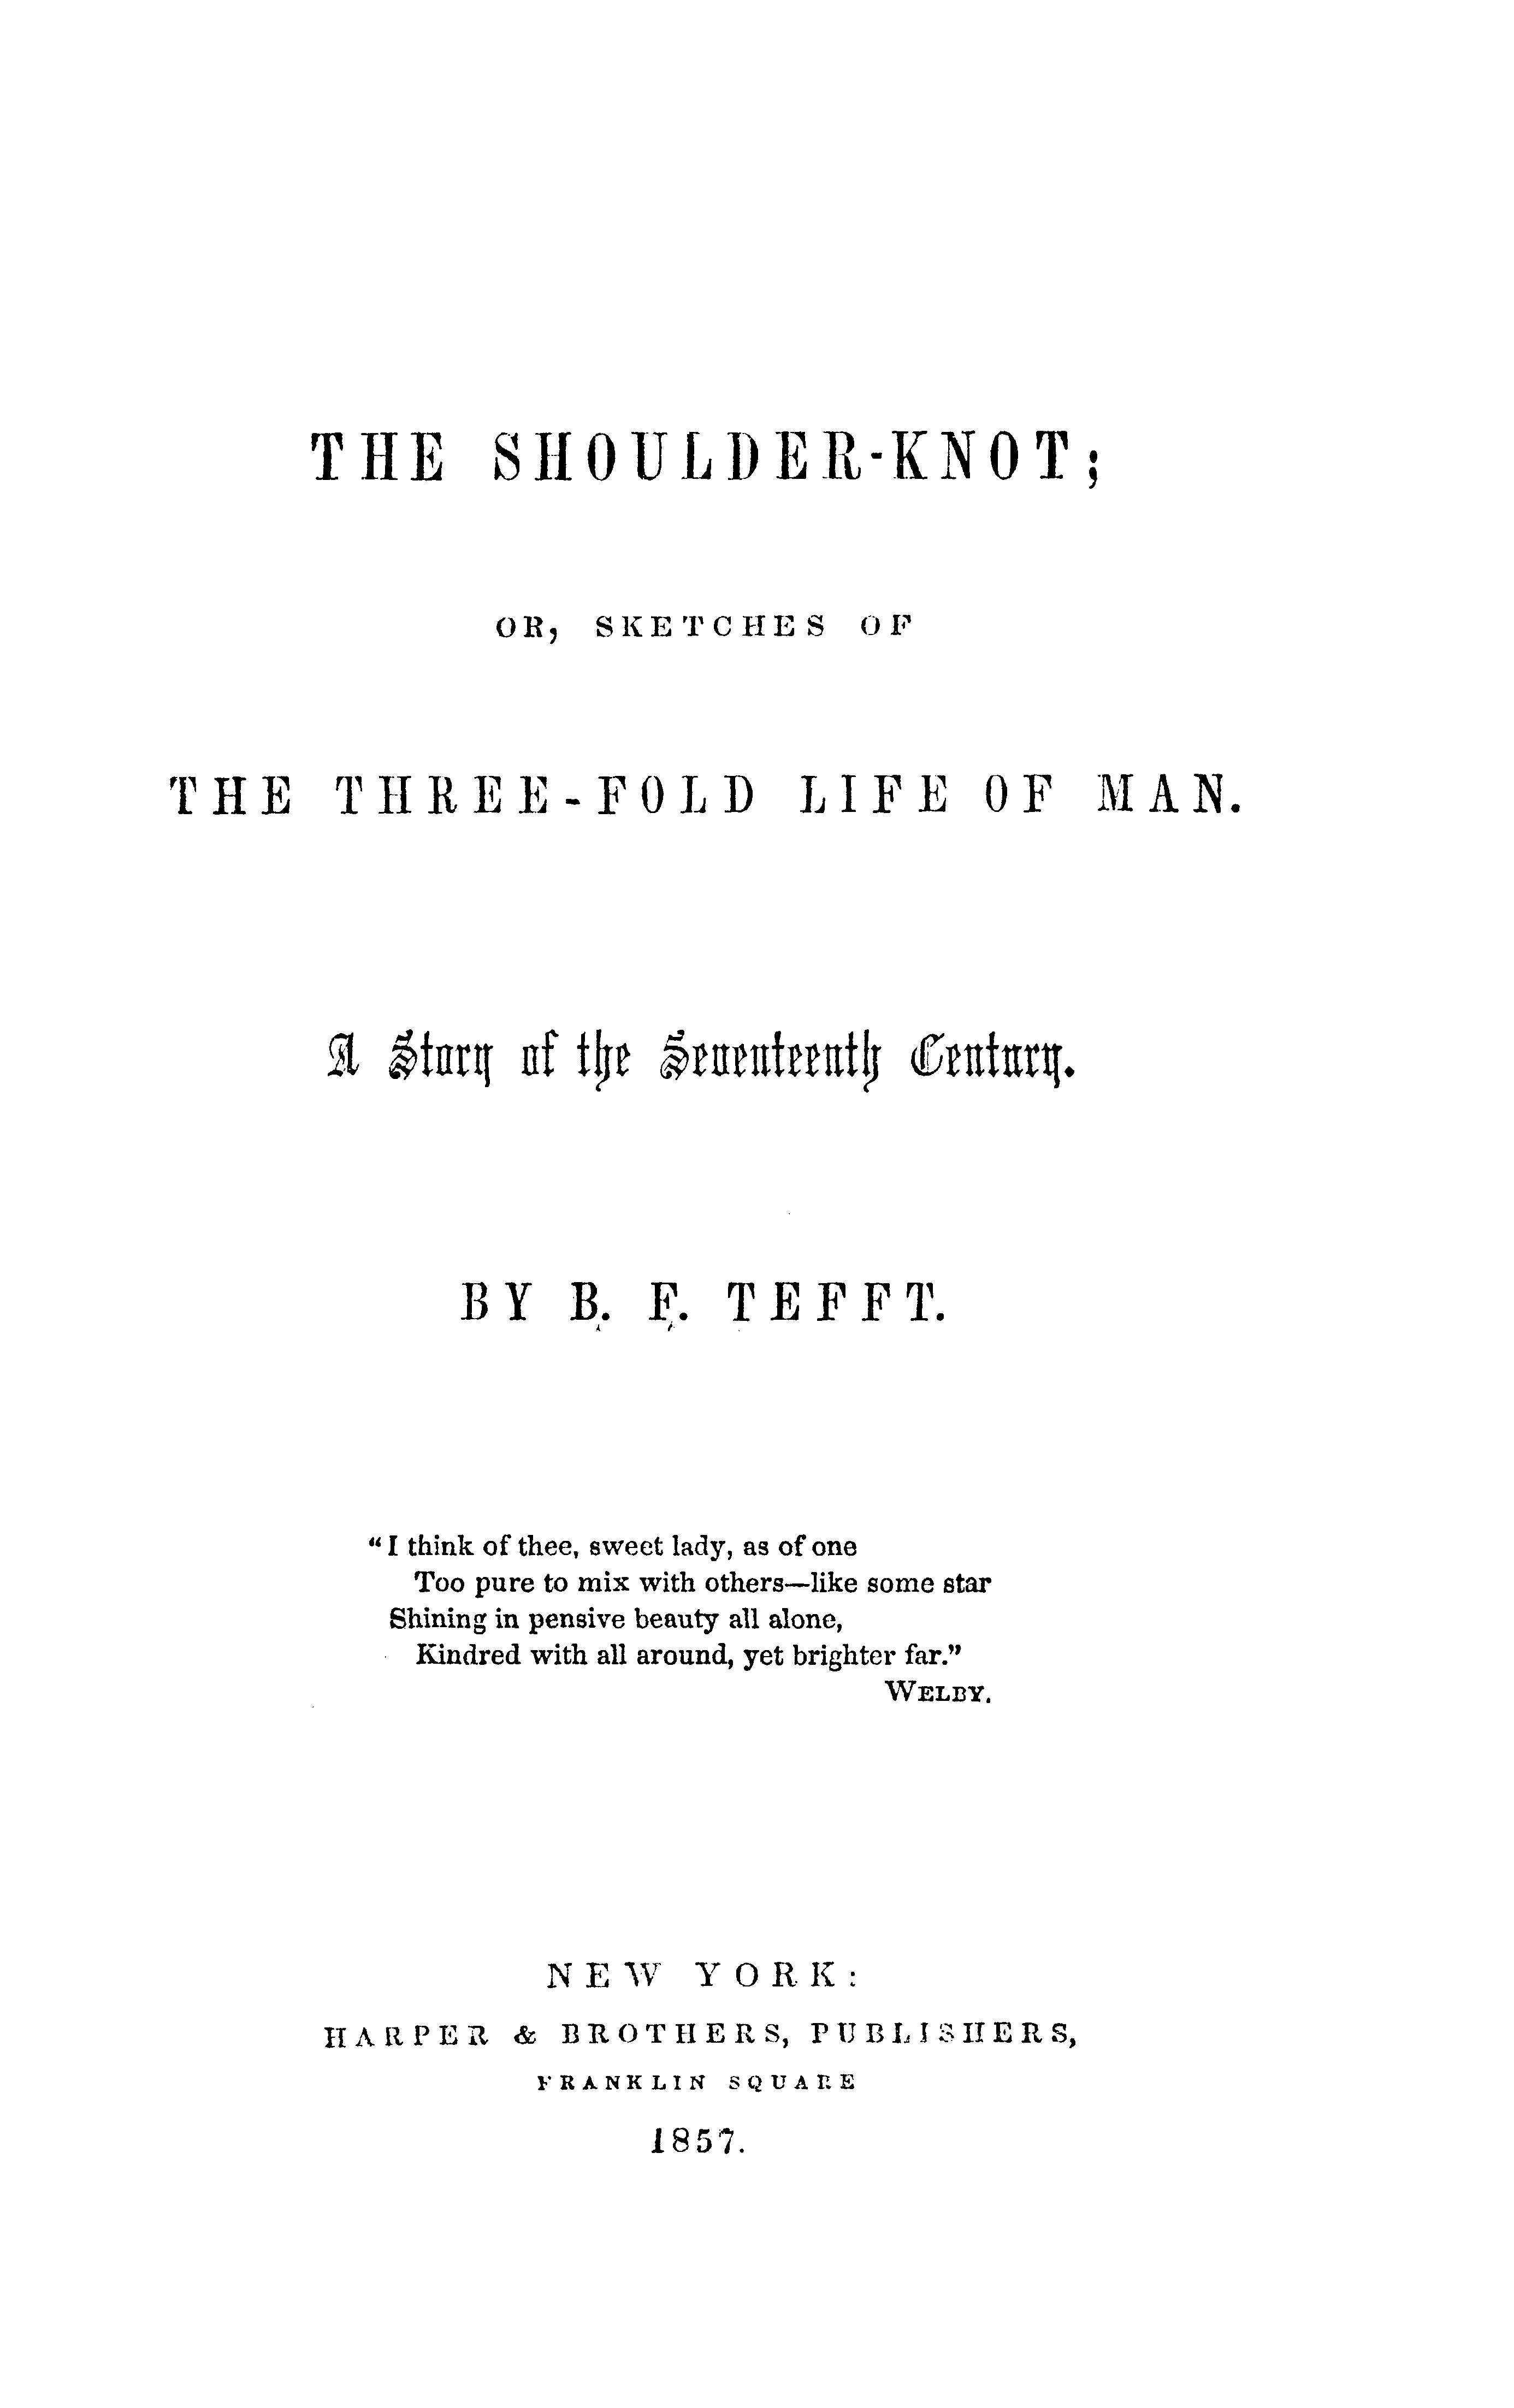 THE SHOULDER-KNOT;
OR, SKETCHES OF
THE THREE-FOLD LIFE OF MAN.
A Story of the Seventeenth Century.
BY B. F. TEFFT.
“I think of thee, sweet lady, as of one
Too pure to mix with others—like some star
Shining in pensive beauty all alone,
Kindred with all around, yet brighter far.”
WELBY.
NEW YORK:
HARPER & BROTHERS, PUBLISHERS,
FRANKLIN SQUARE
1857.